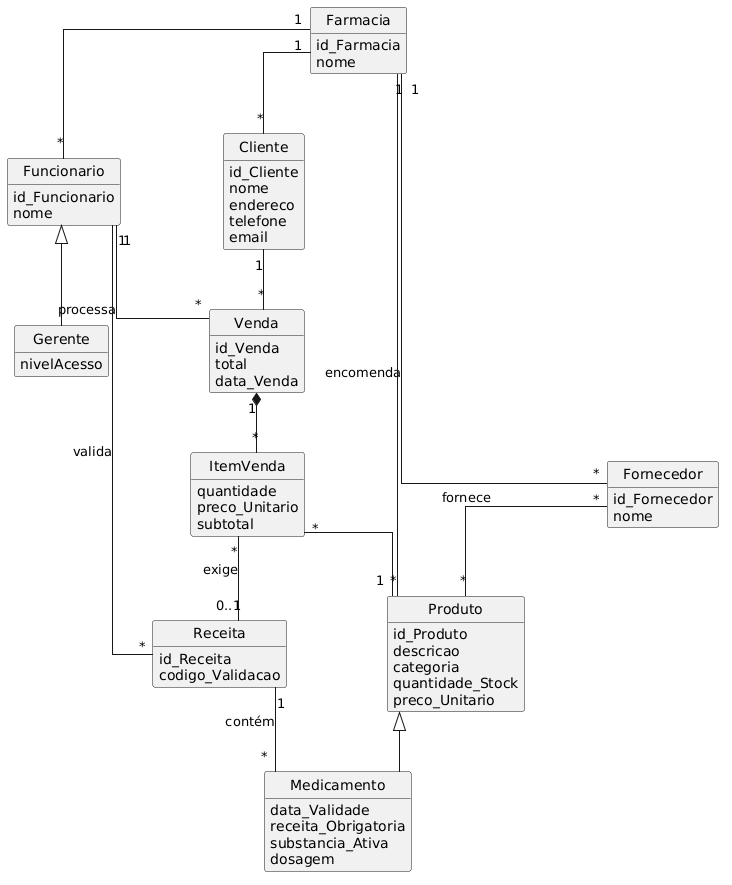 1
Farmacia
id_Farmacia
nome
1
1
1
*
*
Cliente
id_Cliente
nome
endereco
telefone
email
Funcionario
id_Funcionario
nome
1
1
1
*
processa
*
Venda
id_Venda
total
data_Venda
Gerente
nivelAcesso
encomenda
1
*
valida
ItemVenda
quantidade
preco_Unitario
subtotal
*
Fornecedor
id_Fornecedor
nome
fornece
*
*
*
exige
0..1
1
*
*
Produto
id_Produto
descricao
categoria
quantidade_Stock
preco_Unitario
*
Receita
id_Receita
codigo_Validacao
1
contém
*
Medicamento
data_Validade
receita_Obrigatoria
substancia_Ativa
dosagem